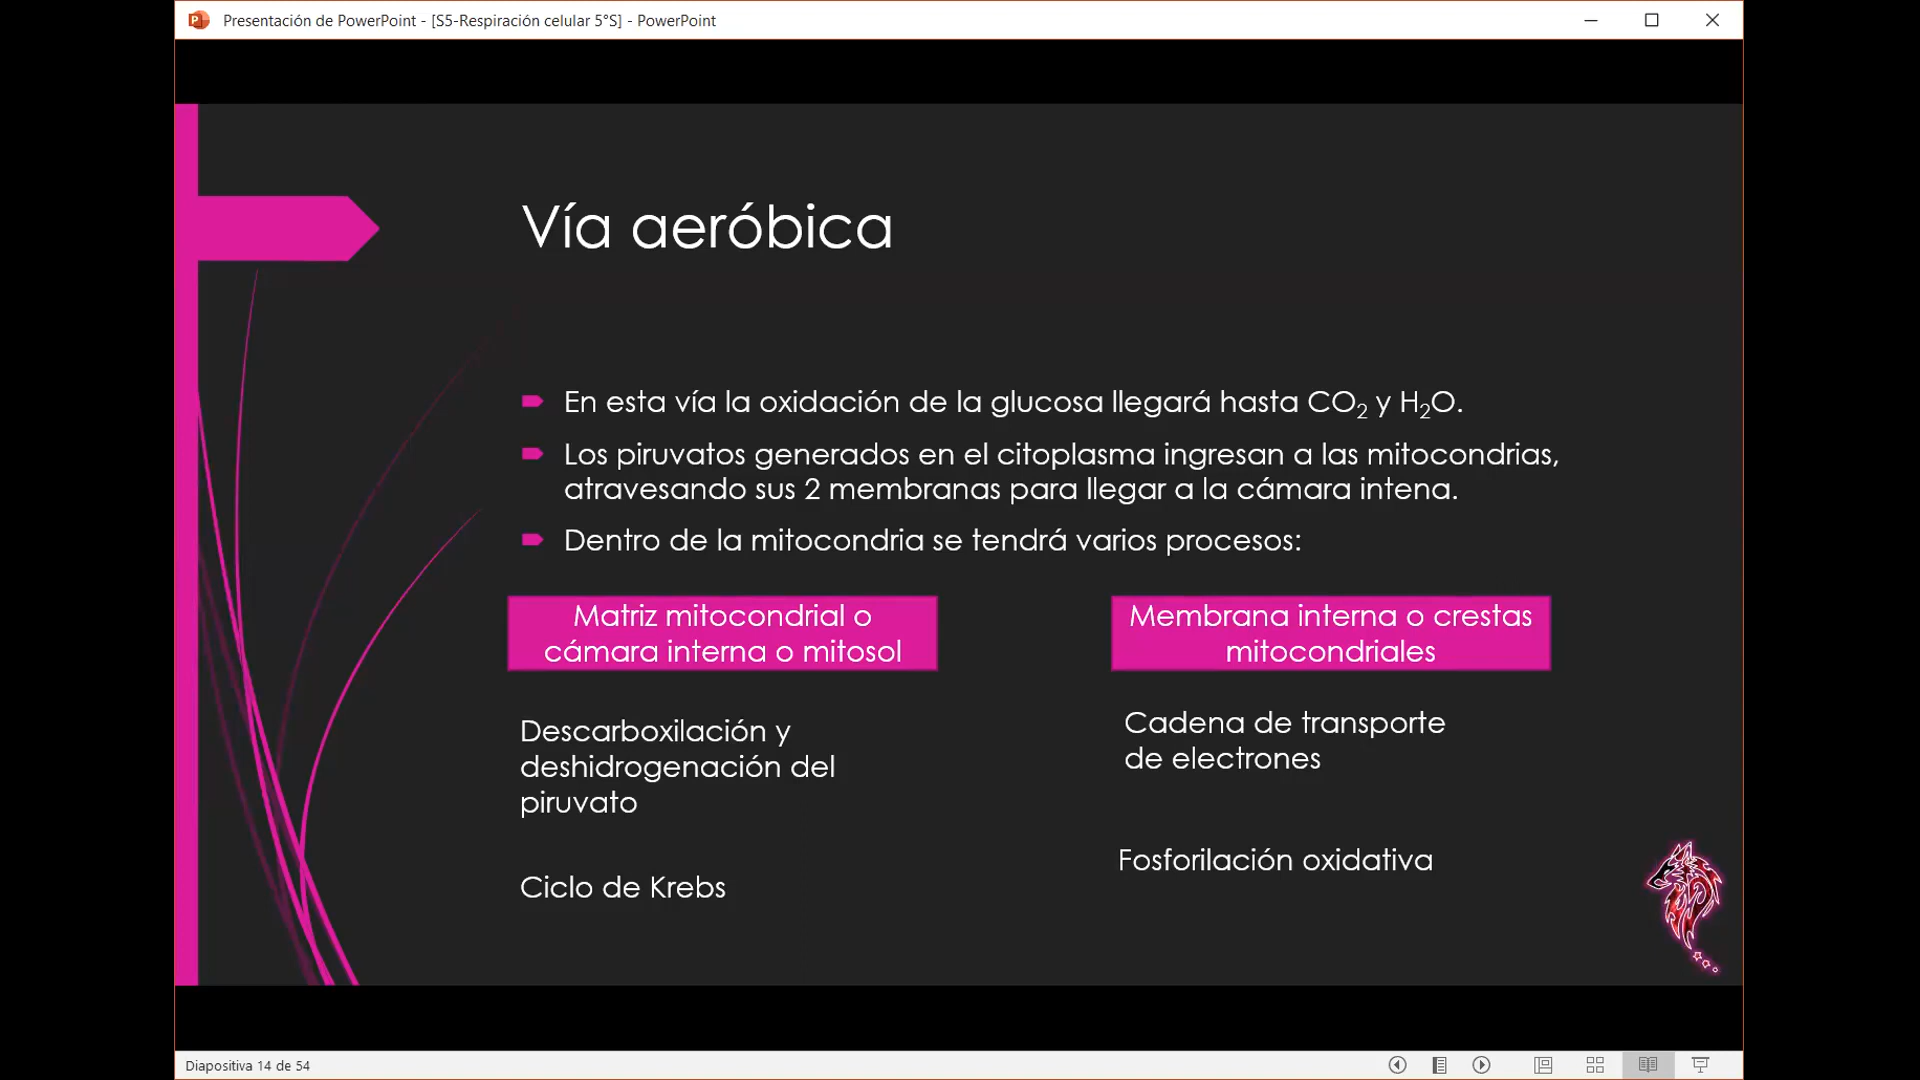 Presentación de PowerPoint - [S5-Respiración celular 5°S] - PowerPoint
Vía aeróbica
En esta vía la oxidación de la glucosa llegará hasta CO₂ y H₂O.
Los piruvatos generados en el citoplasma ingresan a las mitocondrias,
atravesando sus 2 membranas para llegar a la cámara intena.
Dentro de la mitocondria se tendrá varios procesos:
Matriz mitocondrial o
cámara interna o mitosol
Descarboxilación y
deshidrogenación del
piruvato
Ciclo de Krebs
Membrana interna o crestas
mitocondriales
Cadena de transporte
de electrones
Fosforilación oxidativa
Diapositiva 14 de 54